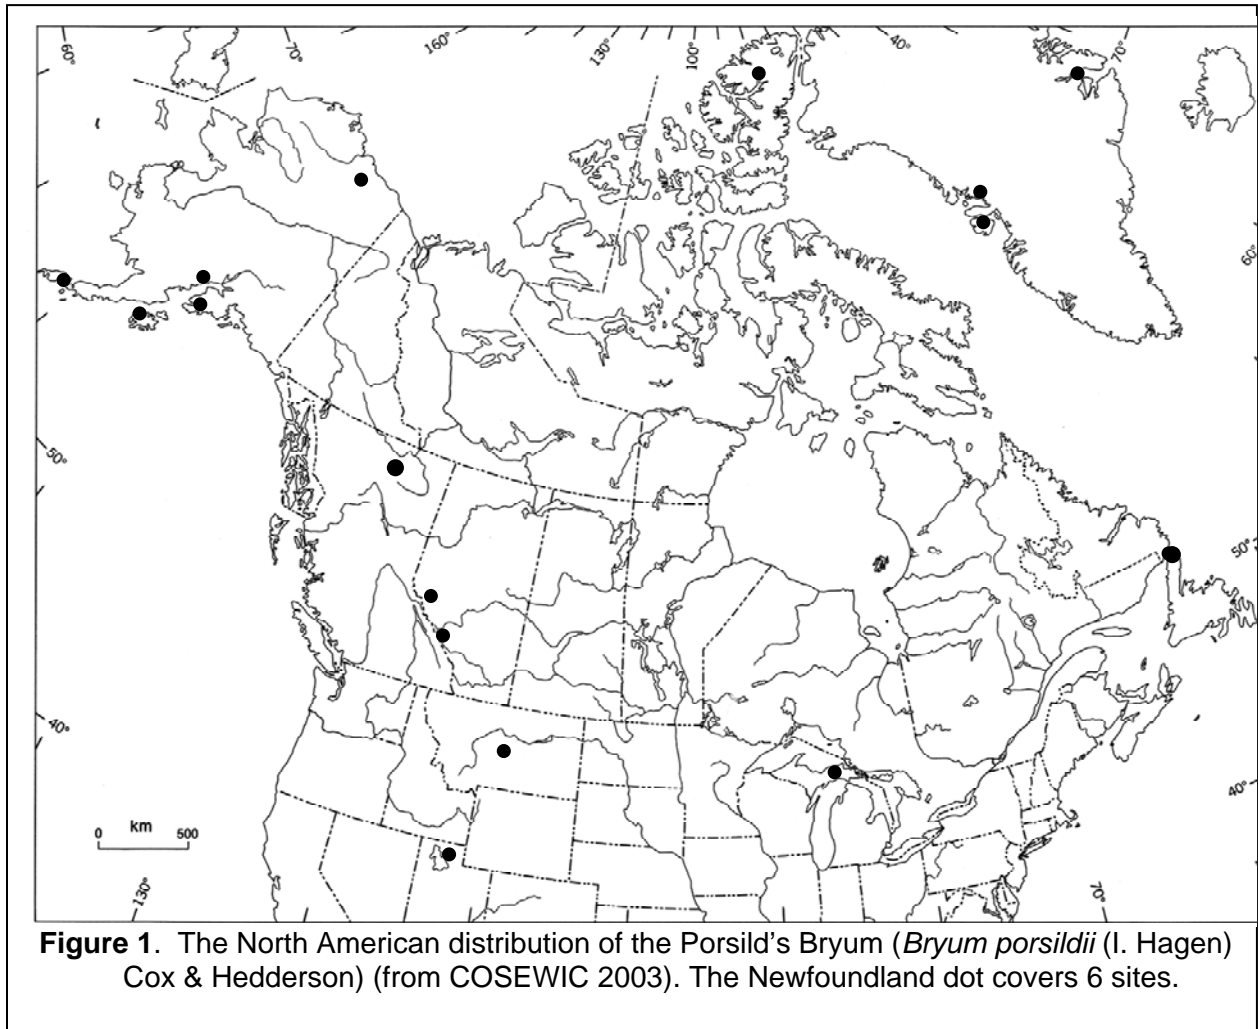 60° 70° 160° 130° 100° 70° 40° 70°
60°
50° 50°
40° 40°
0 km 500
130° 70°
Figure 1. The North American distribution of the Porsild's Bryum (Bryum porsildii (I. Hagen)
Cox & Hedderson) (from COSEWIC 2003). The Newfoundland dot covers 6 sites.